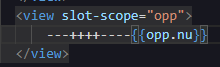 <view slot-scope="opp">
---++++----{{opp.nu}}
</view>